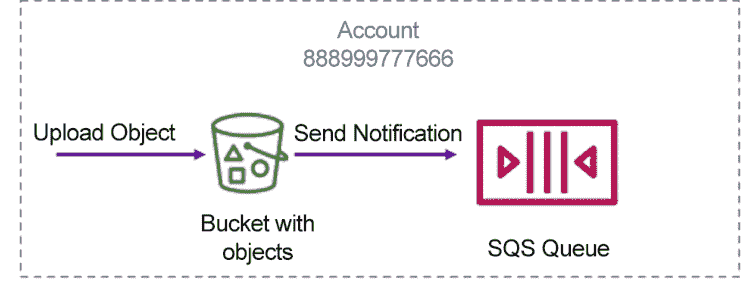 Account
888999777666
Upload Object
Send Notification
Bucket with
objects
SQS Queue